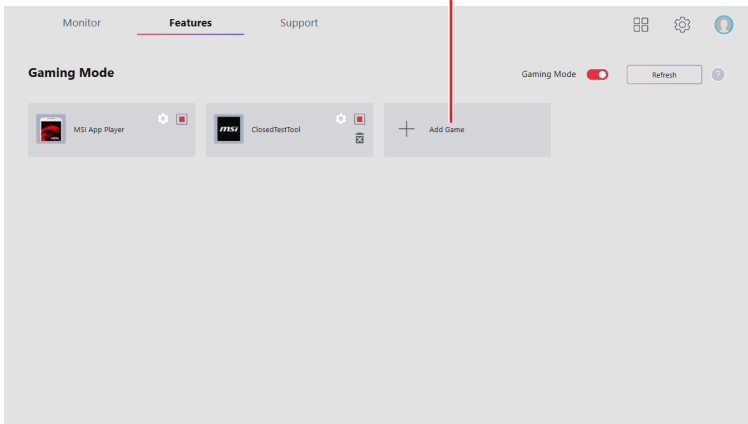 Monitor Features Support
Gaming Mode
Gaming Mode Refresh ?
MSI App Player
msi ClosedTestTool
Add Game